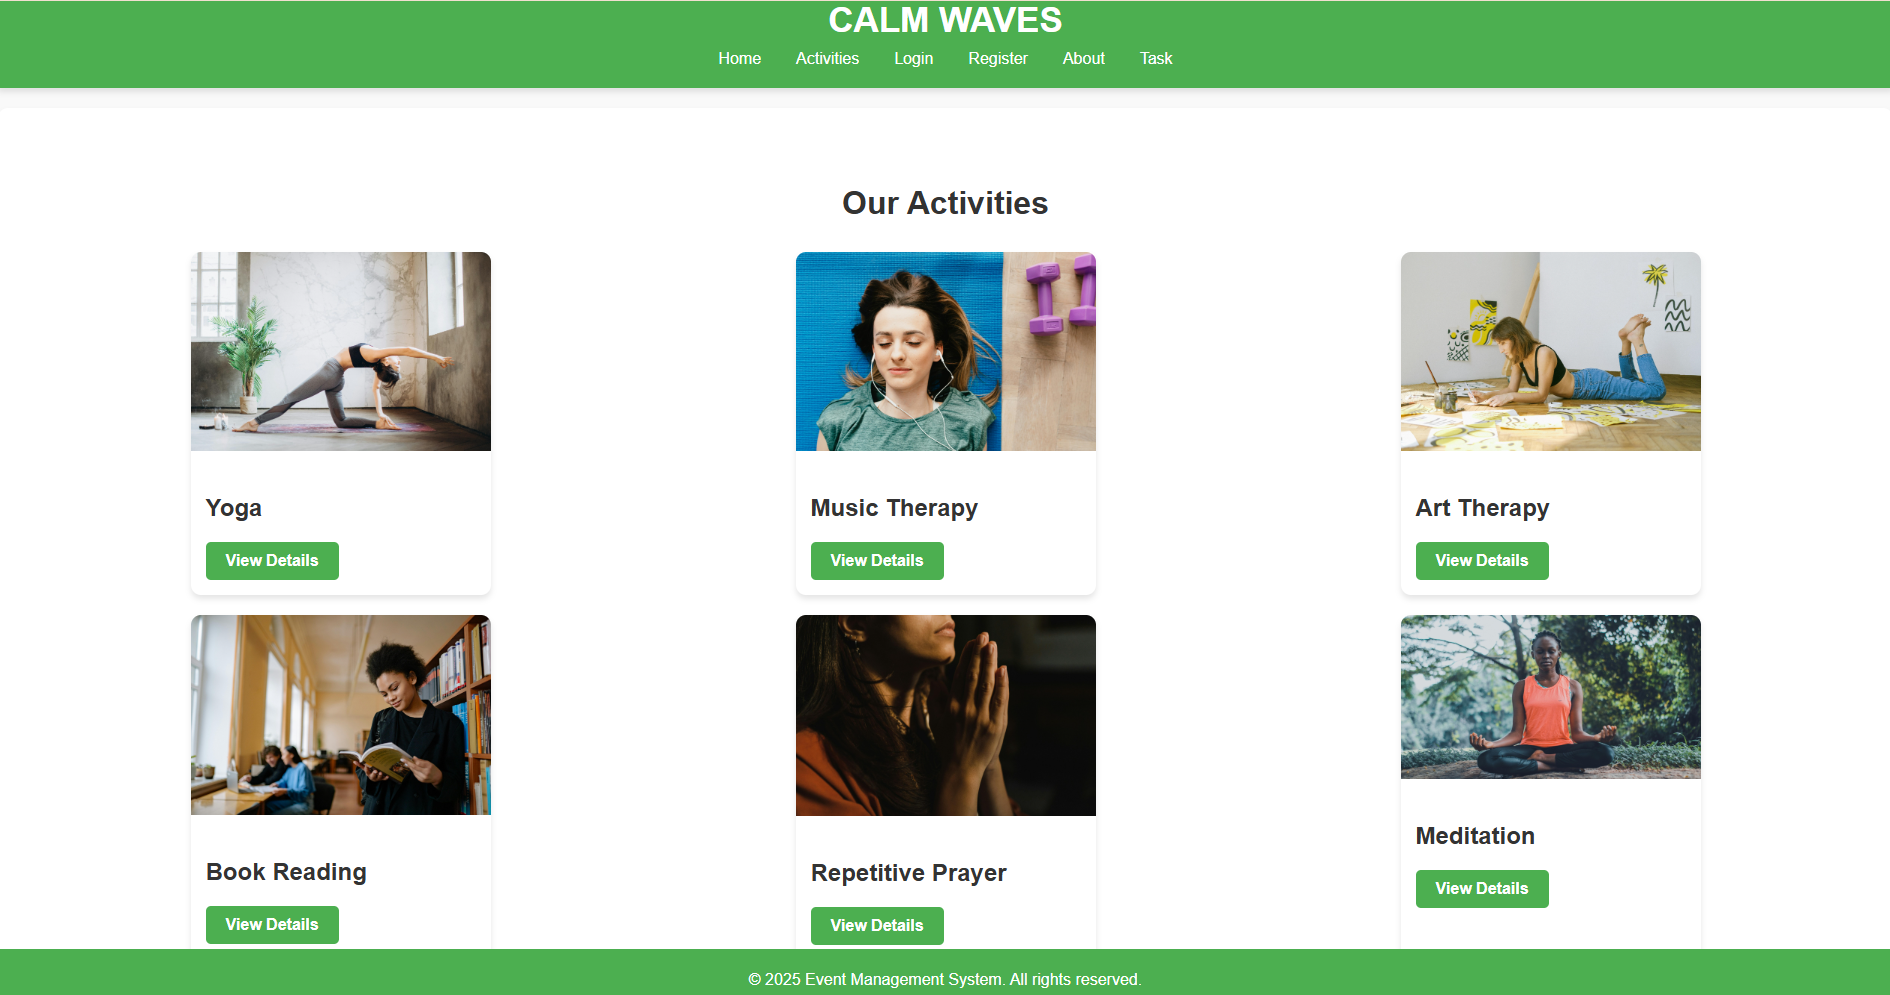 CALM WAVES
Home Activities Login Register About Task
Our Activities
Yoga
View Details
Music Therapy
View Details
Art Therapy
View Details
Book Reading
View Details
Repetitive Prayer
View Details
Meditation
View Details
© 2025 Event Management System. All rights reserved.